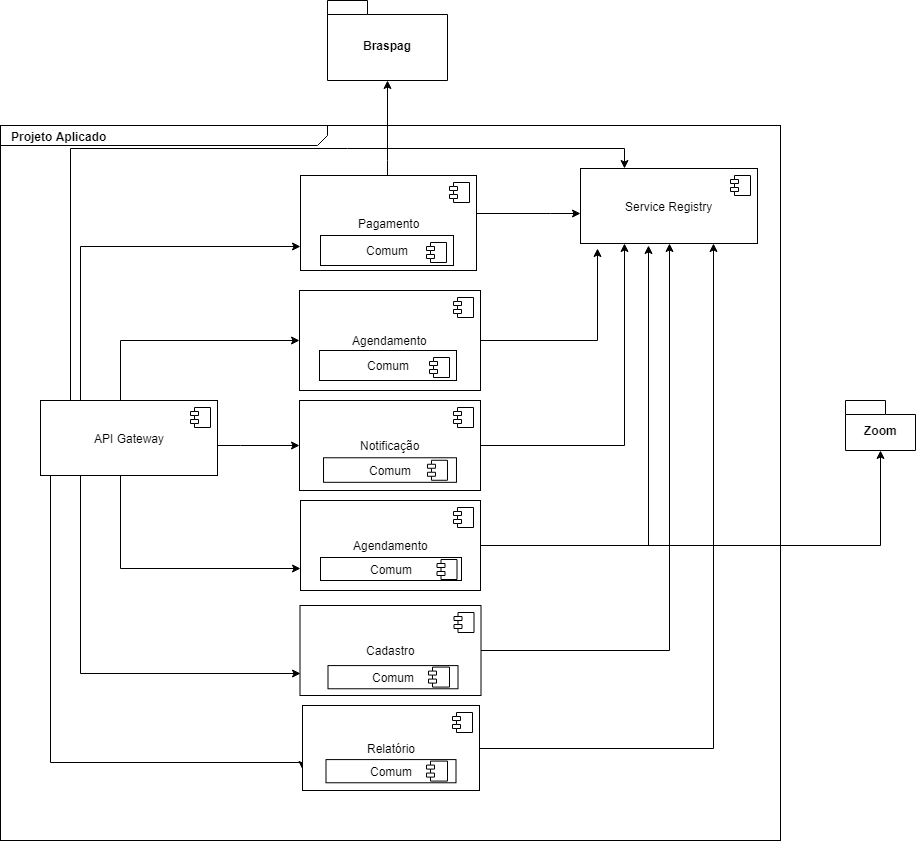 Braspag
Projeto Aplicado
Service Registry
Pagamento
Comum
Agendamento
Comum
API Gateway
Notificação
Comum
Zoom
Agendamento
Comum
Cadastro
Comum
Relatório
Comum